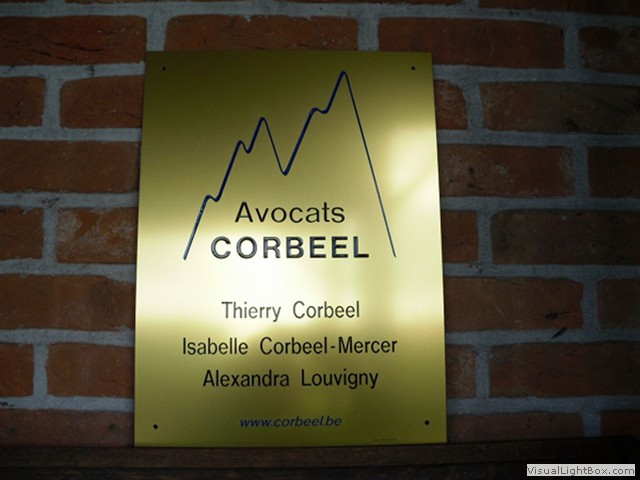 Avocats
CORBEEL
Thierry Corbeel
Isabelle Corbeel-Mercer
Alexandra Louvigny
www.corbeel.be
VisualLightBox.com